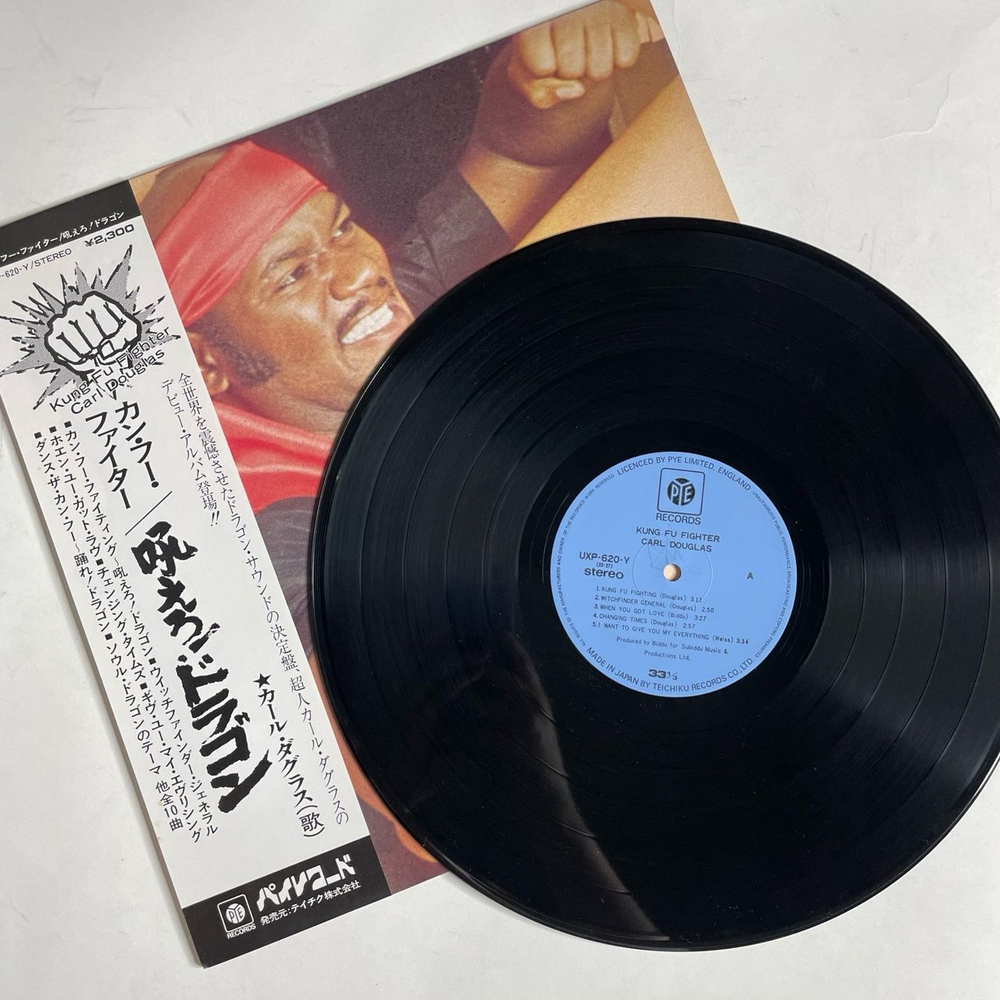 フー・ファイター/吼えろ!ドラゴン
¥2,300
-620-Y/STEREO
Kung Fu Fighter
Carl Douglas
カン・フー・
ファイター/
吼えろ!ドラゴン
全世界を震憾させたドラゴン・サウンドの決定盤 超人カール・ダグラスの
デビュー・アルバム登場!!
★カール・ダグラス(歌)
■カン・フー・ファイティング〜吼えろ!ドラゴン■ウィッチファインダー・ジェネラル
■ホエン・ユー・ガット・ラヴ■チェンジング・タイムズ■ギヴ・ユー・マイ・エヴリシング
■ダンス・ザ・カン・フー〜踊れ!ドラゴン■ソウル・ドラゴンのテーマ 他全10曲
PYE
RECORDS
パイレコード
発売元:テイチク株式会社
LICENCED BY PYE LIMITED, ENGLAND
PYE
RECORDS
KUNG FU FIGHTER
CARL DOUGLAS
UXP-620-Y
stereo
A
1. KUNG FU FIGHTING (Douglas) 3:12
2. WITCHFINDER GENERAL (Douglas) 2:50
3. WHEN YOU GOT LOVE (Biddu) 3:27
4. CHANGING TIMES (Douglas) 2:57
5. I WANT TO GIVE YOU MY EVERYTHING (Weiss) 3:34
Produced by Biddu for Subiddu Music &
Productions Ltd.
33⅓
MADE IN JAPAN BY TEICHIKU RECORDS CO., LTD.